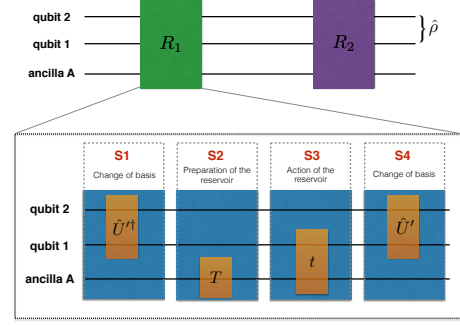 qubit 2
qubit 1
ancilla A
R₁
R₂
ρ̂
S1
Change of basis
S2
Preparation of the
reservoir
S3
Action of the
reservoir
S4
Change of basis
qubit 2
qubit 1
ancilla A
Û′†
T
t
Û′